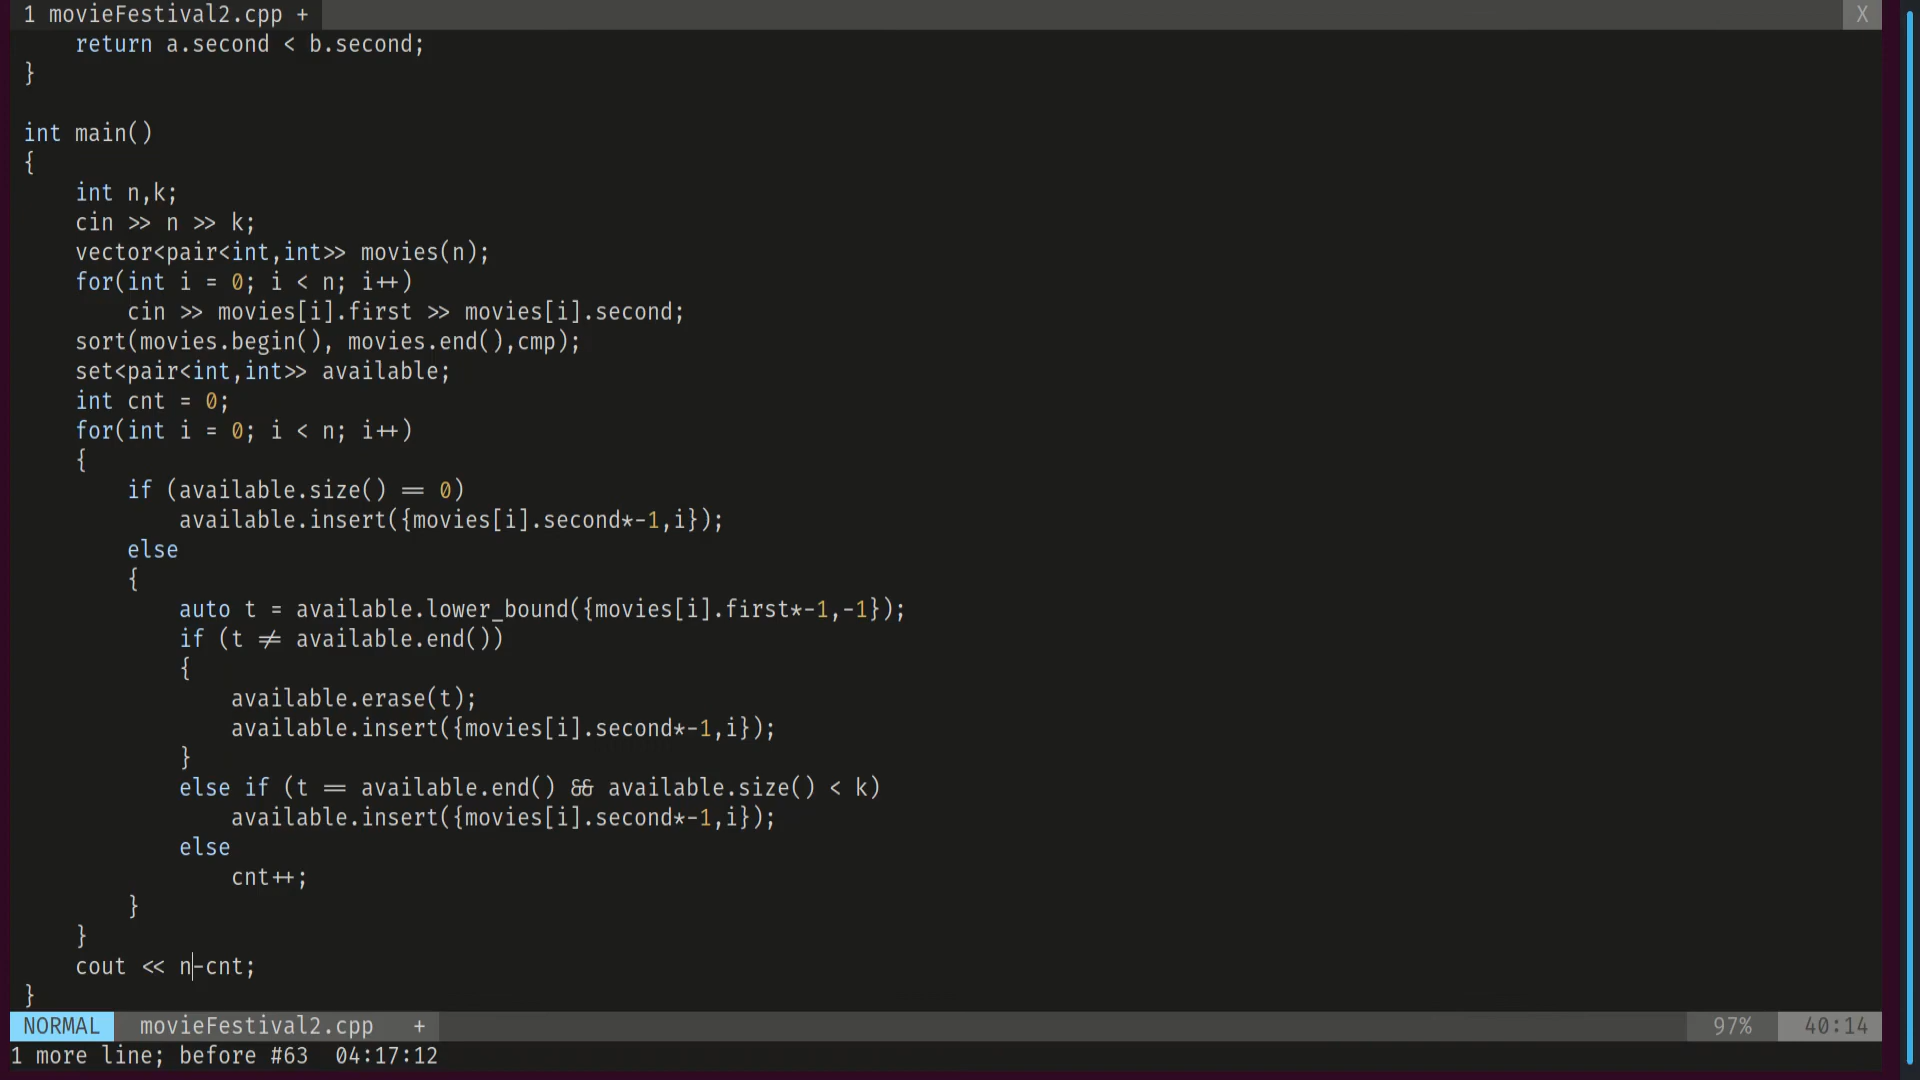 1 movieFestival2.cpp + X
    return a.second < b.second;
}

int main()
{
    int n,k;
    cin >> n >> k;
    vector<pair<int,int>> movies(n);
    for(int i = 0; i < n; i++)
        cin >> movies[i].first >> movies[i].second;
    sort(movies.begin(), movies.end(),cmp);
    set<pair<int,int>> available;
    int cnt = 0;
    for(int i = 0; i < n; i++)
    {
        if (available.size() == 0)
            available.insert({movies[i].second*-1,i});
        else
        {
            auto t = available.lower_bound({movies[i].first*-1,-1});
            if (t != available.end())
            {
                available.erase(t);
                available.insert({movies[i].second*-1,i});
            }
            else if (t == available.end() && available.size() < k)
                available.insert({movies[i].second*-1,i});
            else
                cnt++;
        }
    }
    cout << n-cnt;
}
NORMAL movieFestival2.cpp + 97% 40:14
1 more line; before #63  04:17:12